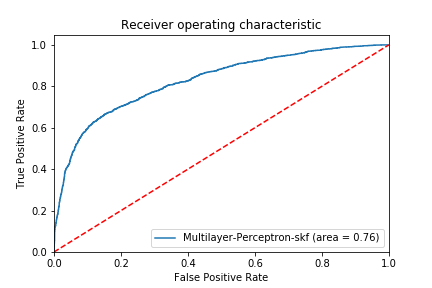 Receiver operating characteristic
True Positive Rate
1.0
0.8
0.6
0.4
0.2
0.0
Multilayer-Perceptron-skf (area = 0.76)
0.0 0.2 0.4 0.6 0.8 1.0
False Positive Rate